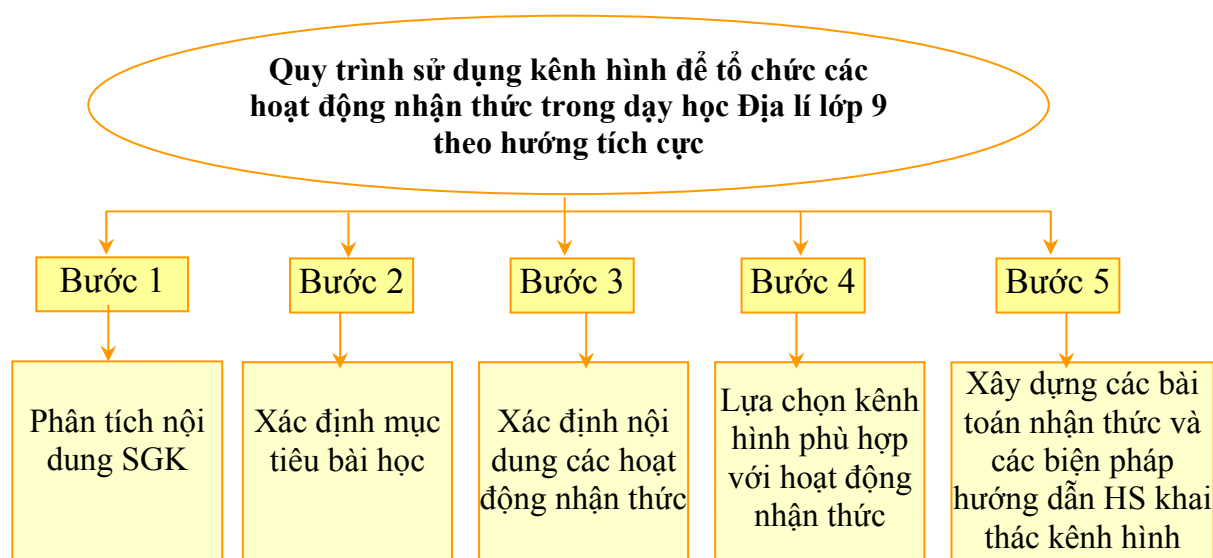 Quy trình sử dụng kênh hình để tổ chức các
hoạt động nhận thức trong dạy học Địa lí lớp 9
theo hướng tích cực
Bước 1
Bước 2
Bước 3
Bước 4
Bước 5
Phân tích nội
dung SGK
Xác định mục
tiêu bài học
Xác định nội
dung các hoạt
động nhận thức
Lựa chọn kênh
hình phù hợp
với hoạt động
nhận thức
Xây dựng các bài
toán nhận thức và
các biện pháp
hướng dẫn HS khai
thác kênh hình